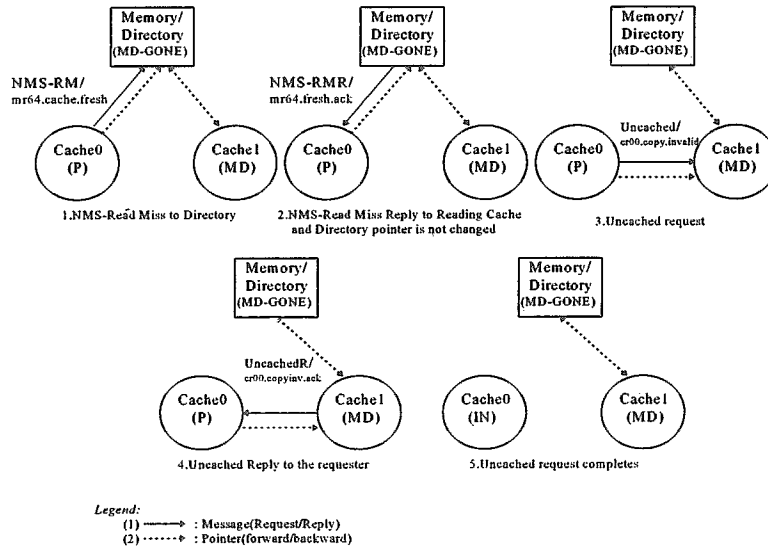 Memory/
Directory
(MD-GONE)
NMS-RM/
mr64.cache.fresh
Cache0
(P)
Cache1
(MD)
1.NMS-Read Miss to Directory
Memory/
Directory
(MD-GONE)
NMS-RMR/
mr64.fresh.ack
Cache0
(P)
Cache1
(MD)
2.NMS-Read Miss Reply to Reading Cache
and Directory pointer is not changed
Memory/
Directory
(MD-GONE)
Uncached/
cr00.copy.invalid
Cache0
(P)
Cache1
(MD)
3.Uncached request
Memory/
Directory
(MD-GONE)
UncachedR/
cr00.copyinv.ack
Cache0
(P)
Cache1
(MD)
4.Uncached Reply to the requester
Memory/
Directory
(MD-GONE)
Cache0
(IN)
Cache1
(MD)
5.Uncached request completes
Legend:
(1) : Message(Request/Reply)
(2) : Pointer(forward/backward)